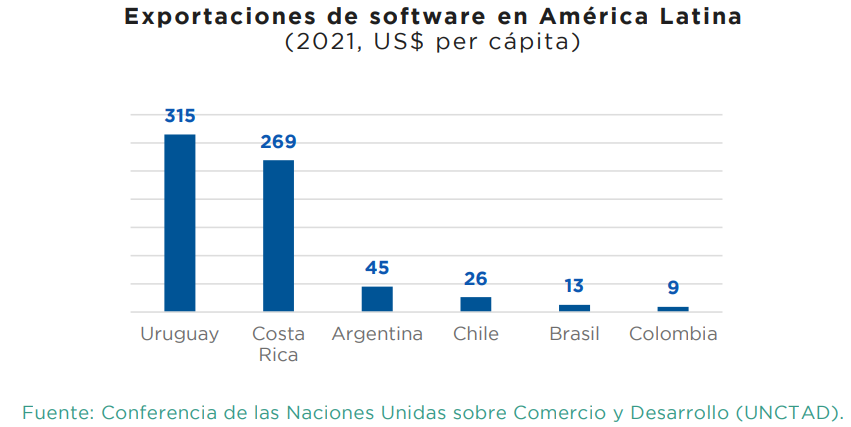 Exportaciones de software en América Latina
(2021, US$ per cápita)
315
269
45
26
13
9
Uruguay
Costa
Rica
Argentina
Chile
Brasil
Colombia
Fuente: Conferencia de las Naciones Unidas sobre Comercio y Desarrollo (UNCTAD).